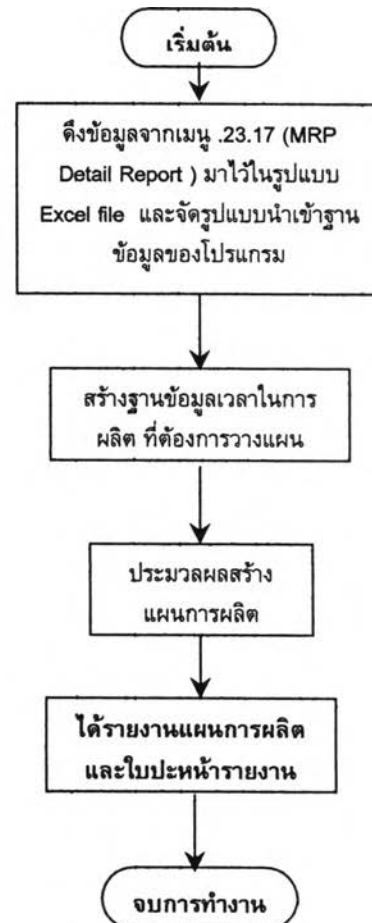 เริ่มต้น
ดึงข้อมูลจากเมนู .23.17 (MRP
Detail Report ) มาไว้ในรูปแบบ
Excel file และจัดรูปแบบนำเข้าฐาน
ข้อมูลของโปรแกรม
สร้างฐานข้อมูลเวลาในการ
ผลิต ที่ต้องการวางแผน
ประมวลผลสร้าง
แผนการผลิต
ได้รายงานแผนการผลิต
และใบปะหน้ารายงาน
จบการทำงาน